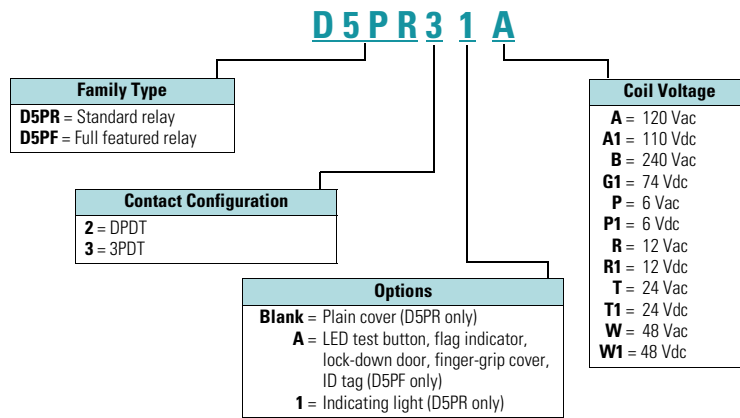 D5PR31A
Family Type
D5PR = Standard relay
D5PF = Full featured relay
Contact Configuration
2 = DPDT
3 = 3PDT
Options
Blank = Plain cover (D5PR only)
A = LED test button, flag indicator,
lock-down door, finger-grip cover,
ID tag (D5PF only)
1 = Indicating light (D5PR only)
Coil Voltage
A = 120 Vac
A1 = 110 Vdc
B = 240 Vac
G1 = 74 Vdc
P = 6 Vac
P1 = 6 Vdc
R = 12 Vac
R1 = 12 Vdc
T = 24 Vac
T1 = 24 Vdc
W = 48 Vac
W1 = 48 Vdc